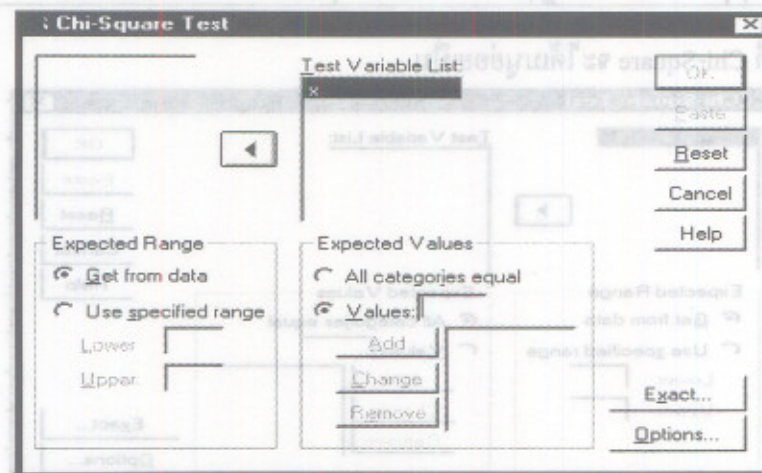 Chi-Square Test
Test Variable List:
x
OK
Paste
Reset
Cancel
Help
Expected Range
Get from data
Use specified range
Lower
Upper
Expected Values
All categories equal
Values:
Add
Change
Remove
Exact...
Options...